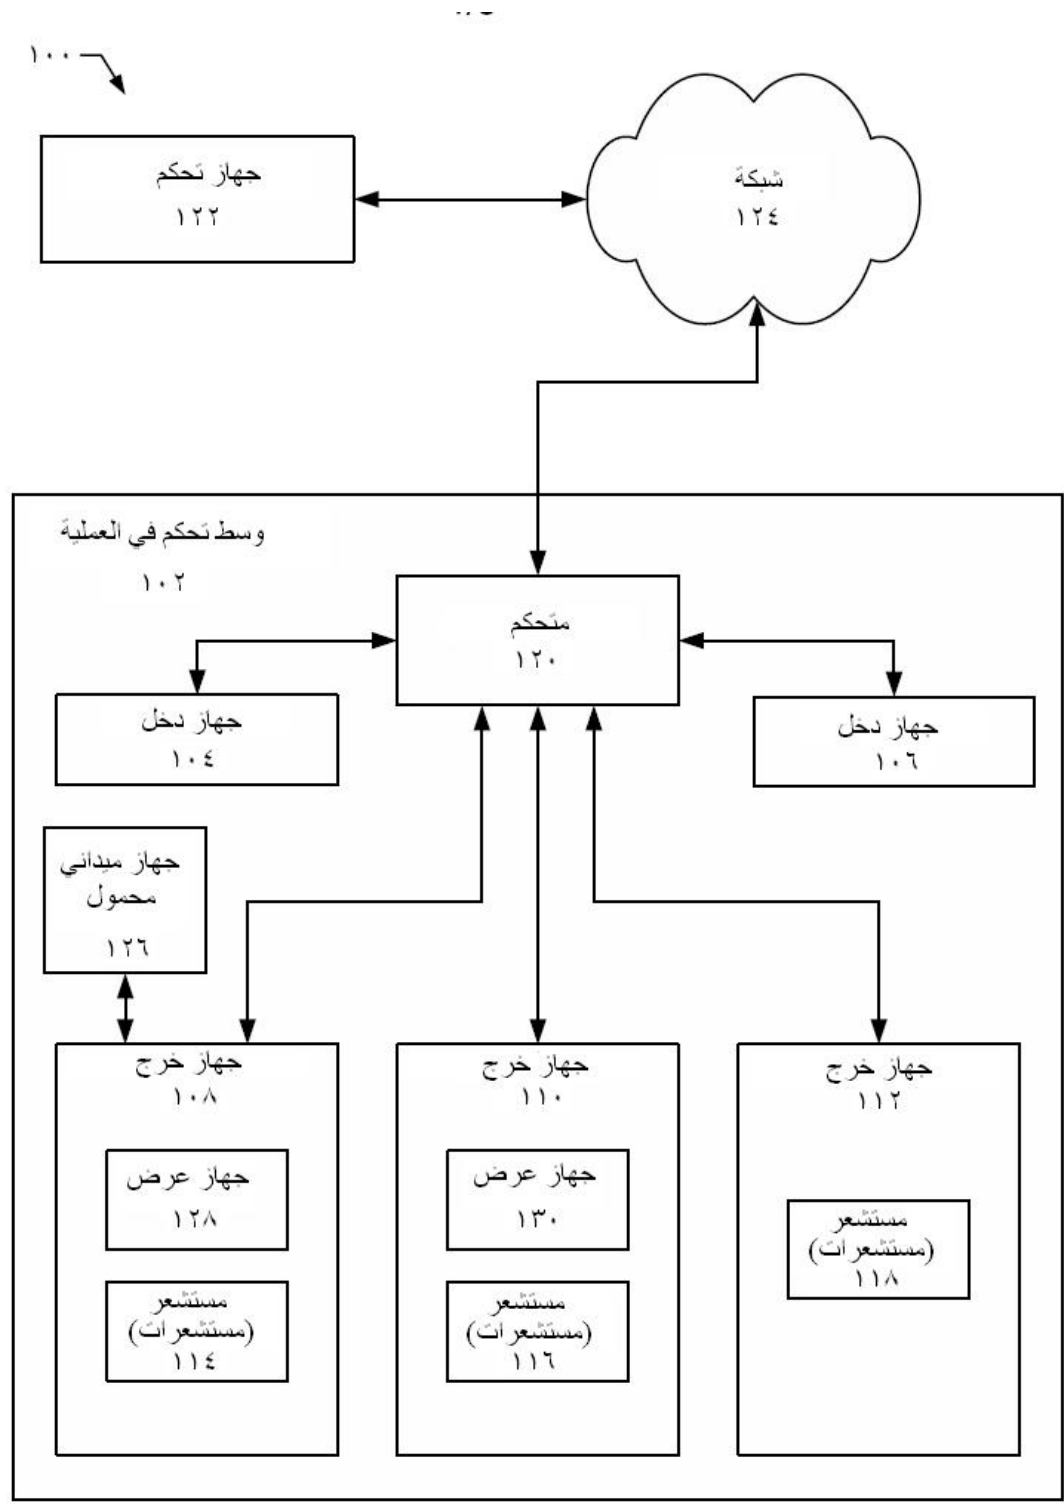 ١٠٠
جهاز تحكم
١٢٢
شبكة
١٢٤
وسط تحكم في العملية
١٠٢
متحكم
١٢٠
جهاز دخل
١٠٤
جهاز دخل
١٠٦
جهاز ميداني
محمول
١٢٦
جهاز خرج
١٠٨
جهاز عرض
١٢٨
مستشعر
(مستشعرات)
١١٤
جهاز خرج
١١٠
جهاز عرض
١٣٠
مستشعر
(مستشعرات)
١١٦
جهاز خرج
١١٢
مستشعر
(مستشعرات)
١١٨